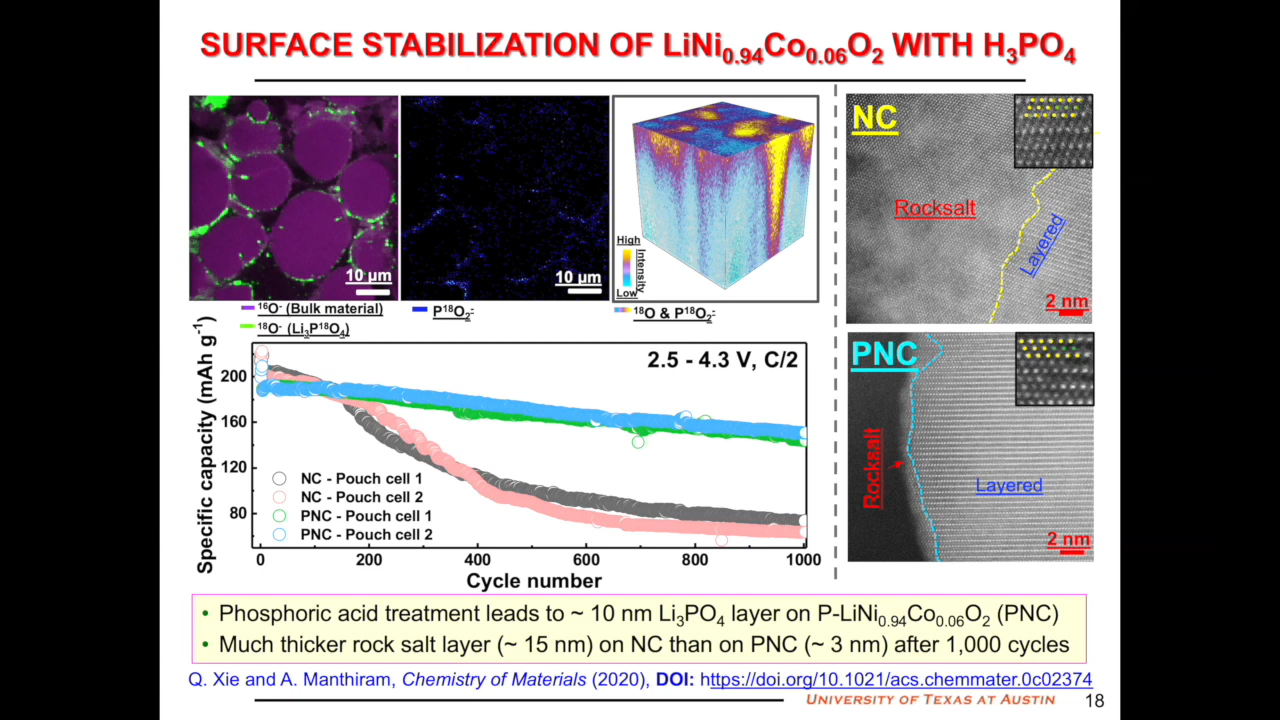 SURFACE STABILIZATION OF LiNi0.94Co0.06O2 WITH H3PO4
10 μm
10 μm
High
Intensity
Low
16O- (Bulk material)
18O- (Li3P18O4)
P18O2-
18O & P18O2-
NC
Rocksalt
Layered
2 nm
PNC
Rocksalt
Layered
2 nm
Specific capacity (mAh g-1)
200
160
120
80
2.5 - 4.3 V, C/2
NC - Pouch cell 1
NC - Pouch cell 2
PNC - Pouch cell 1
PNC - Pouch cell 2
0 200 400 600 800 1000
Cycle number
• Phosphoric acid treatment leads to ~ 10 nm Li3PO4 layer on P-LiNi0.94Co0.06O2 (PNC)
• Much thicker rock salt layer (~ 15 nm) on NC than on PNC (~ 3 nm) after 1,000 cycles
Q. Xie and A. Manthiram, Chemistry of Materials (2020), DOI: https://doi.org/10.1021/acs.chemmater.0c02374
UNIVERSITY OF TEXAS AT AUSTIN 18